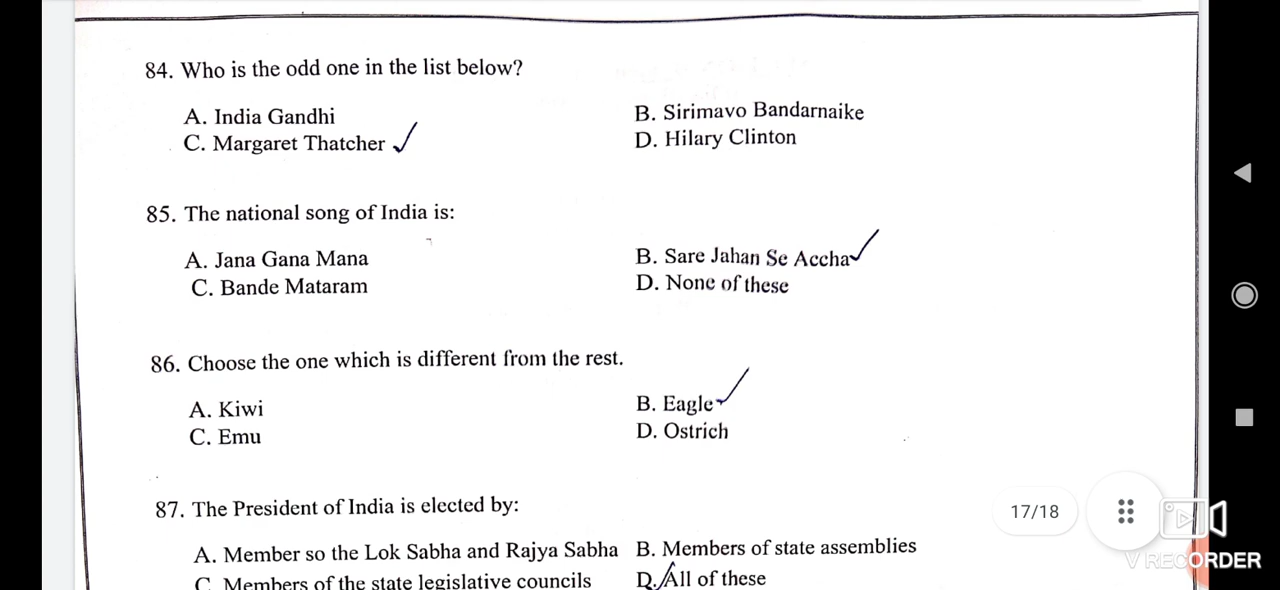 84. Who is the odd one in the list below?
A. India Gandhi B. Sirimavo Bandarnaike
C. Margaret Thatcher D. Hilary Clinton
85. The national song of India is:
A. Jana Gana Mana B. Sare Jahan Se Accha
C. Bande Mataram D. None of these
86. Choose the one which is different from the rest.
A. Kiwi B. Eagle
C. Emu D. Ostrich
87. The President of India is elected by:
17/18
A. Member so the Lok Sabha and Rajya Sabha B. Members of state assemblies
C. Members of the state legislative councils D. All of these
V RECORDER